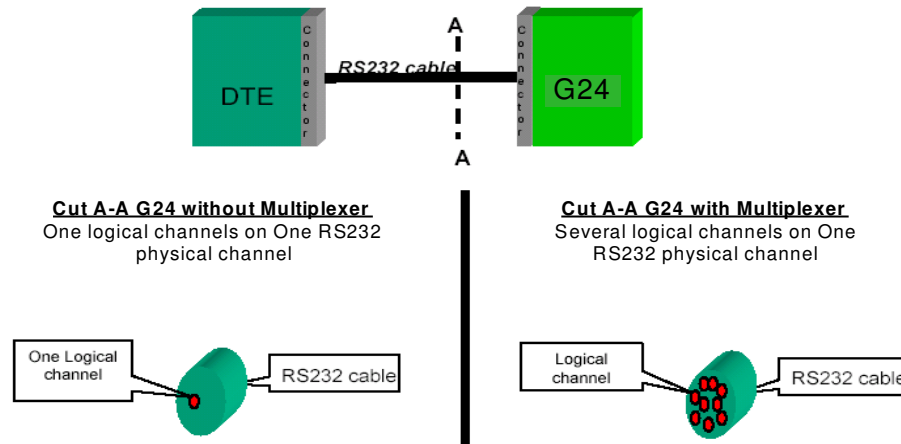 A
Connector
Connector
RS232 cable
DTE
G24
A
Cut A-A G24 without Multiplexer
One logical channels on One RS232
physical channel
Cut A-A G24 with Multiplexer
Several logical channels on One
RS232 physical channel
One Logical
channel
RS232 cable
Logical
channel
RS232 cable